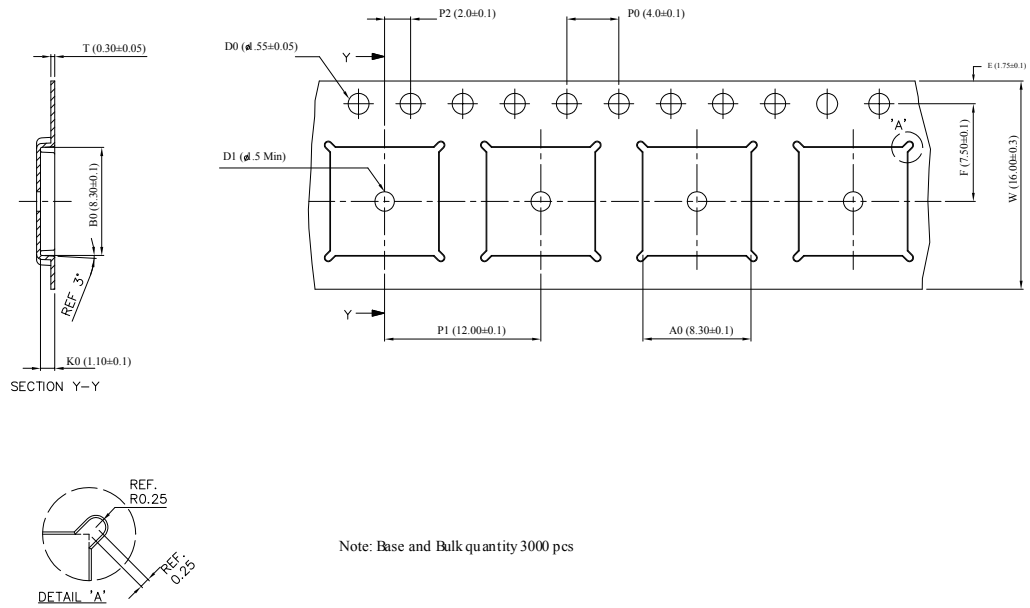 P2 (2.0±0.1)
P0 (4.0±0.1)
T (0.30±0.05)
D0 (ø1.55±0.05)
Y
E (1.75±0.1)
'A'
D1 (ø1.5 Min)
B0 (8.30±0.1)
F (7.50±0.1)
W (16.00±0.3)
REF 3°
Y
P1 (12.00±0.1)
A0 (8.30±0.1)
K0 (1.10±0.1)
SECTION Y-Y
REF.
R0.25
REF.
0.25
DETAIL 'A'
Note: Base and Bulk quantity 3000 pcs